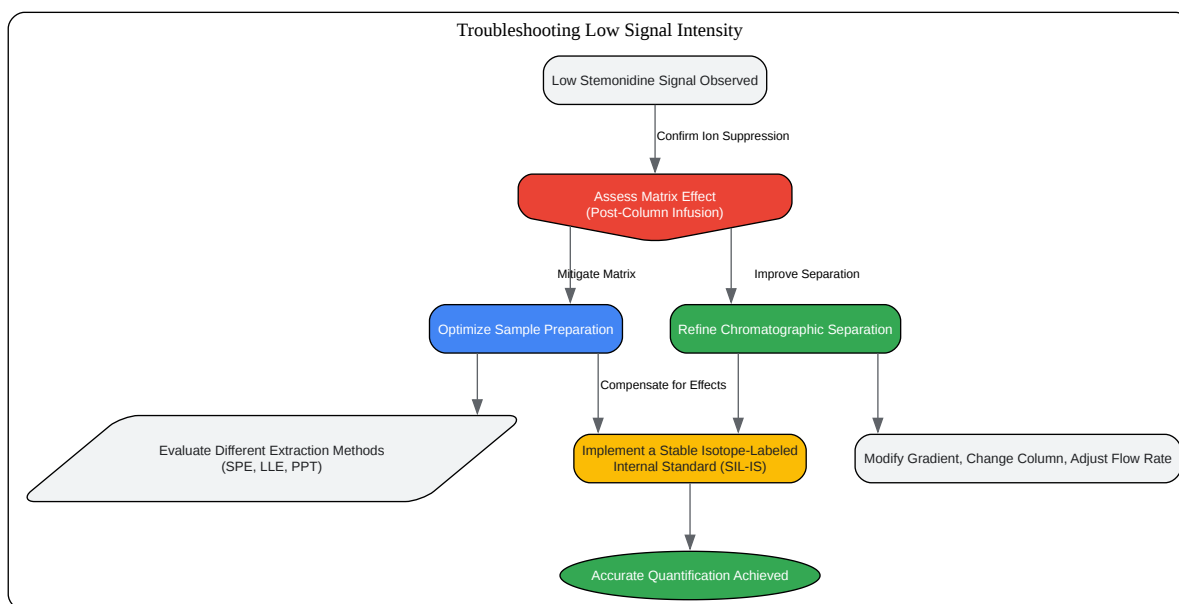 Troubleshooting Low Signal Intensity
Low Stemonidine Signal Observed
Confirm Ion Suppression
Assess Matrix Effect
(Post-Column Infusion)
Mitigate Matrix
Improve Separation
Optimize Sample Preparation
Refine Chromatographic Separation
Compensate for Effects
Evaluate Different Extraction Methods
(SPE, LLE, PPT)
Implement a Stable Isotope-Labeled
Internal Standard (SIL-IS)
Modify Gradient, Change Column, Adjust Flow Rate
Accurate Quantification Achieved